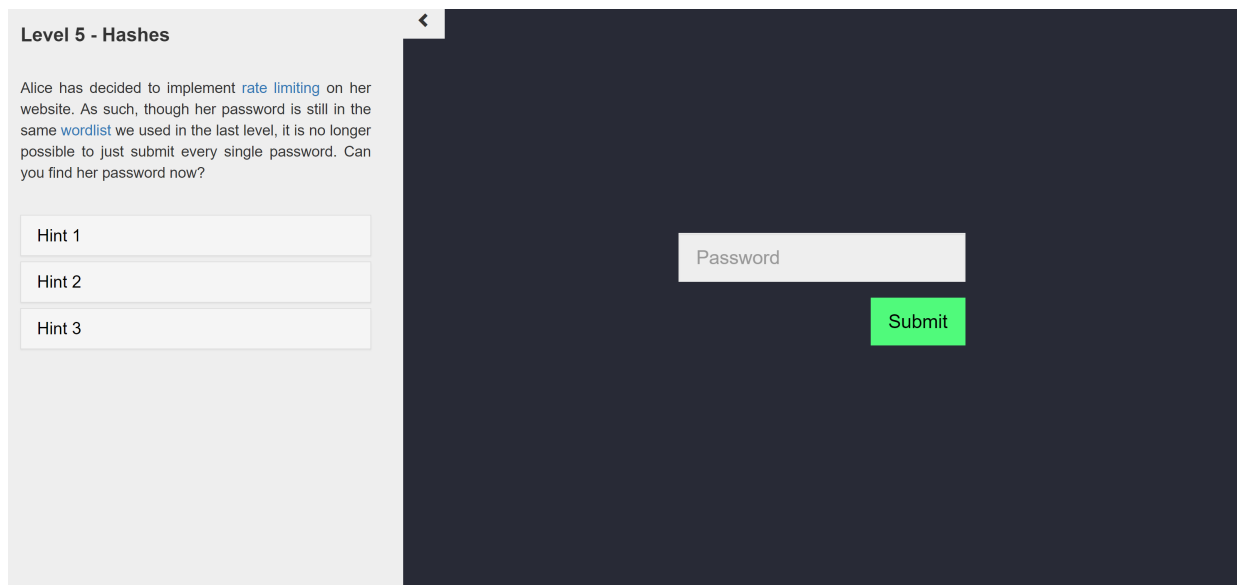 Level 5 - Hashes
Alice has decided to implement rate limiting on her
website. As such, though her password is still in the
same wordlist we used in the last level, it is no longer
possible to just submit every single password. Can
you find her password now?
Hint 1
Hint 2
Hint 3
Password
Submit